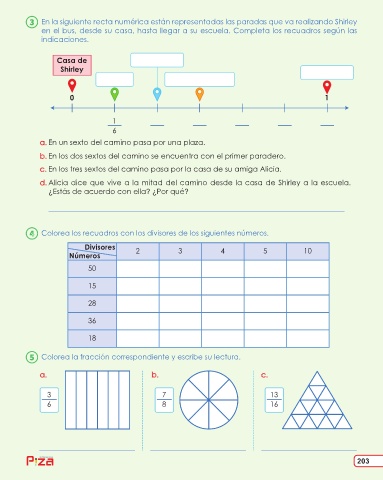 3 En la siguiente recta numérica están representadas las paradas que va realizando Shirley
en el bus, desde su casa, hasta llegar a su escuela. Completa los recuadros según las
indicaciones.
Casa de
Shirley
0
1
1
6
a. En un sexto del camino pasa por una plaza.
b. En los dos sextos del camino se encuentra con el primer paradero.
c. En los tres sextos del camino pasa por la casa de su amiga Alicia.
d. Alicia dice que vive a la mitad del camino desde la casa de Shirley a la escuela.
¿Estás de acuerdo con ella? ¿Por qué?
4 Colorea los recuadros con los divisores de los siguientes números.
Divisores
Números
2 3 4 5 10
50
15
28
36
18
5 Colorea la fracción correspondiente y escribe su lectura.
a. b. c.
3 7 13
6 8 16
P:za 203